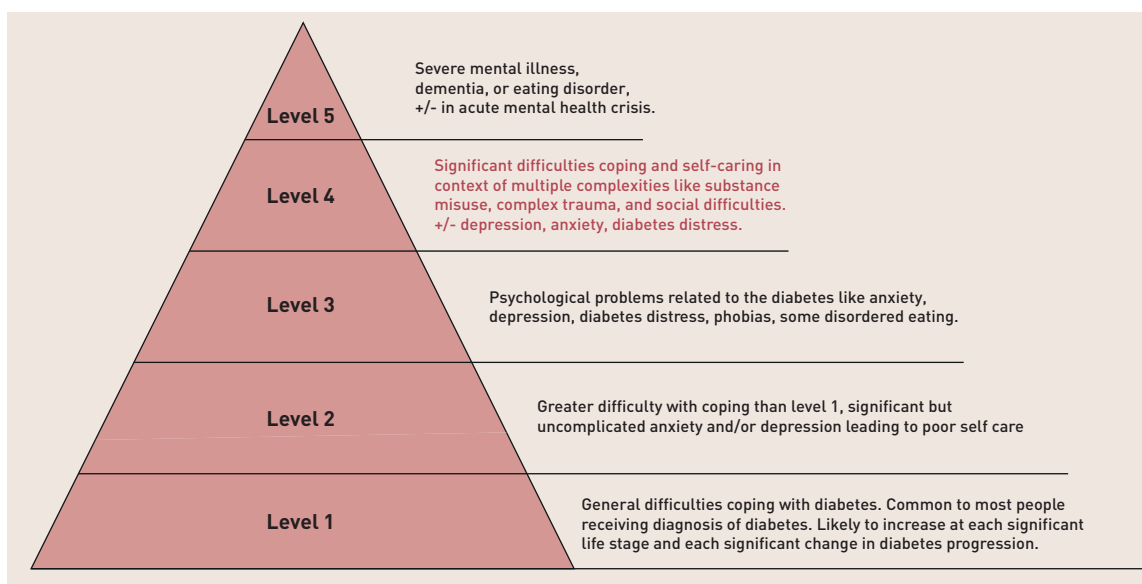 Level 5
Severe mental illness,
dementia, or eating disorder,
+/- in acute mental health crisis.
Level 4
Significant difficulties coping and self-caring in
context of multiple complexities like substance
misuse, complex trauma, and social difficulties.
+/- depression, anxiety, diabetes distress.
Level 3
Psychological problems related to the diabetes like anxiety,
depression, diabetes distress, phobias, some disordered eating.
Level 2
Greater difficulty with coping than level 1, significant but
uncomplicated anxiety and/or depression leading to poor self care
Level 1
General difficulties coping with diabetes. Common to most people
receiving diagnosis of diabetes. Likely to increase at each significant
life stage and each significant change in diabetes progression.